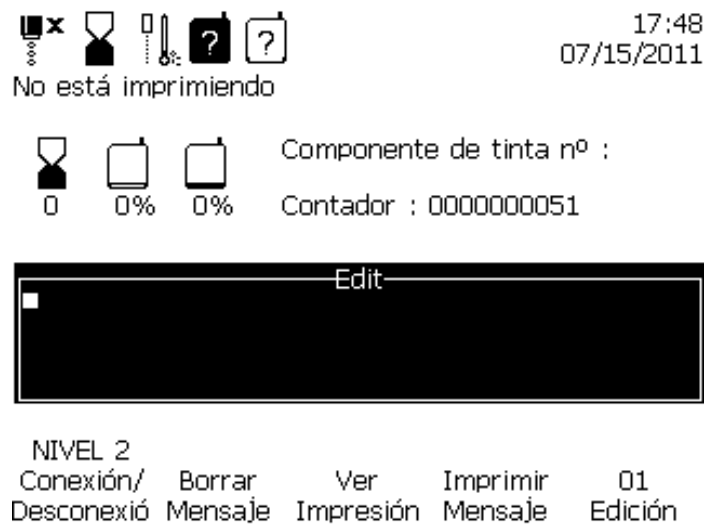 17:48
07/15/2011
? ?
No está imprimiendo
Componente de tinta nº :
0 0% 0% Contador : 0000000051
Edit
NIVEL 2
Conexión/ Borrar Ver Imprimir 01
Desconexió Mensaje Impresión Mensaje Edición